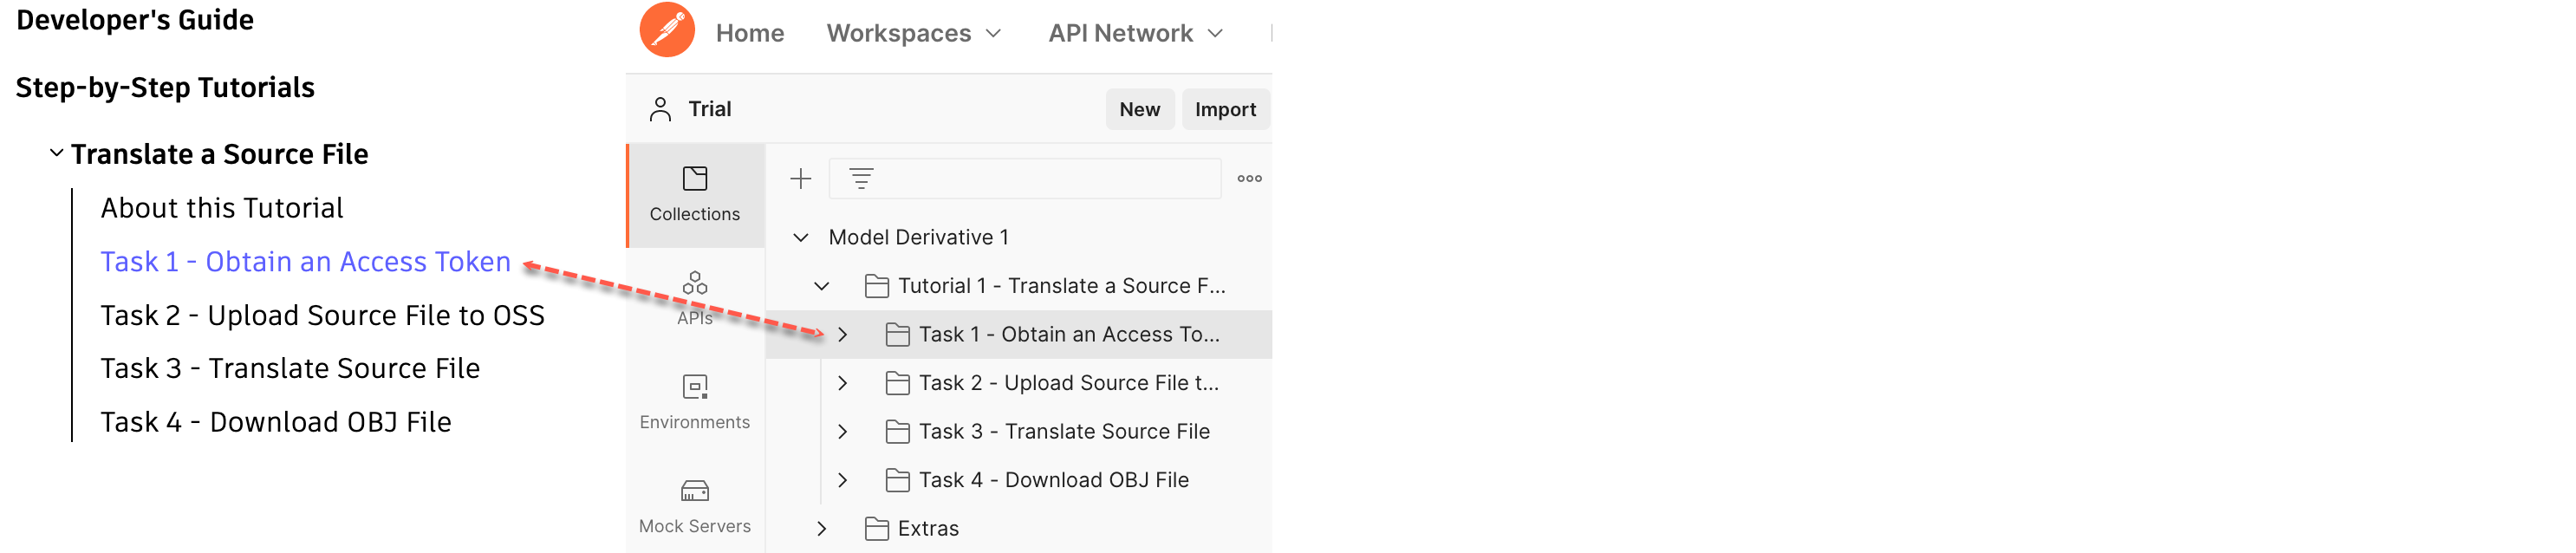 Developer's Guide
Step-by-Step Tutorials
Translate a Source File
About this Tutorial
Task 1 - Obtain an Access Token
Task 2 - Upload Source File to OSS
Task 3 - Translate Source File
Task 4 - Download OBJ File
Home Workspaces API Network
Trial New Import
Collections
APIs
Environments
Mock Servers
Model Derivative 1
Tutorial 1 - Translate a Source F...
Task 1 - Obtain an Access To...
Task 2 - Upload Source File t...
Task 3 - Translate Source File
Task 4 - Download OBJ File
Extras